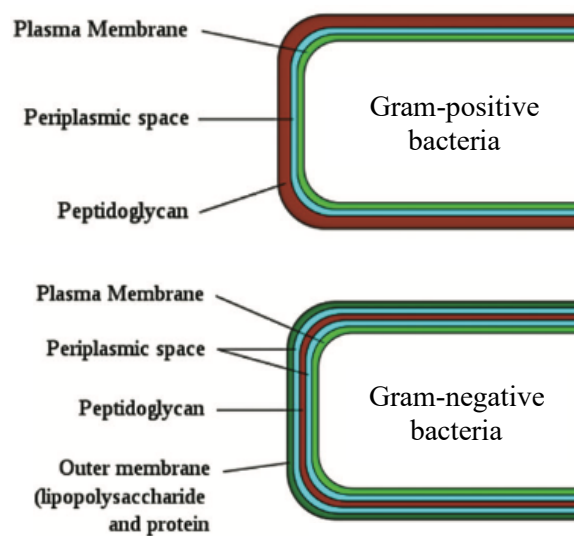 Plasma Membrane
Periplasmic space
Peptidoglycan
Gram-positive
bacteria
Plasma Membrane
Periplasmic space
Peptidoglycan
Outer membrane
(lipopolysaccharide
and protein
Gram-negative
bacteria